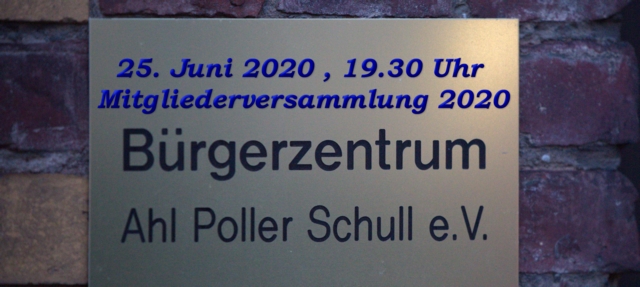 25. Juni 2020 , 19.30 Uhr
Mitgliederversammlung 2020
Bürgerzentrum
Ahl Poller Schull e.V.